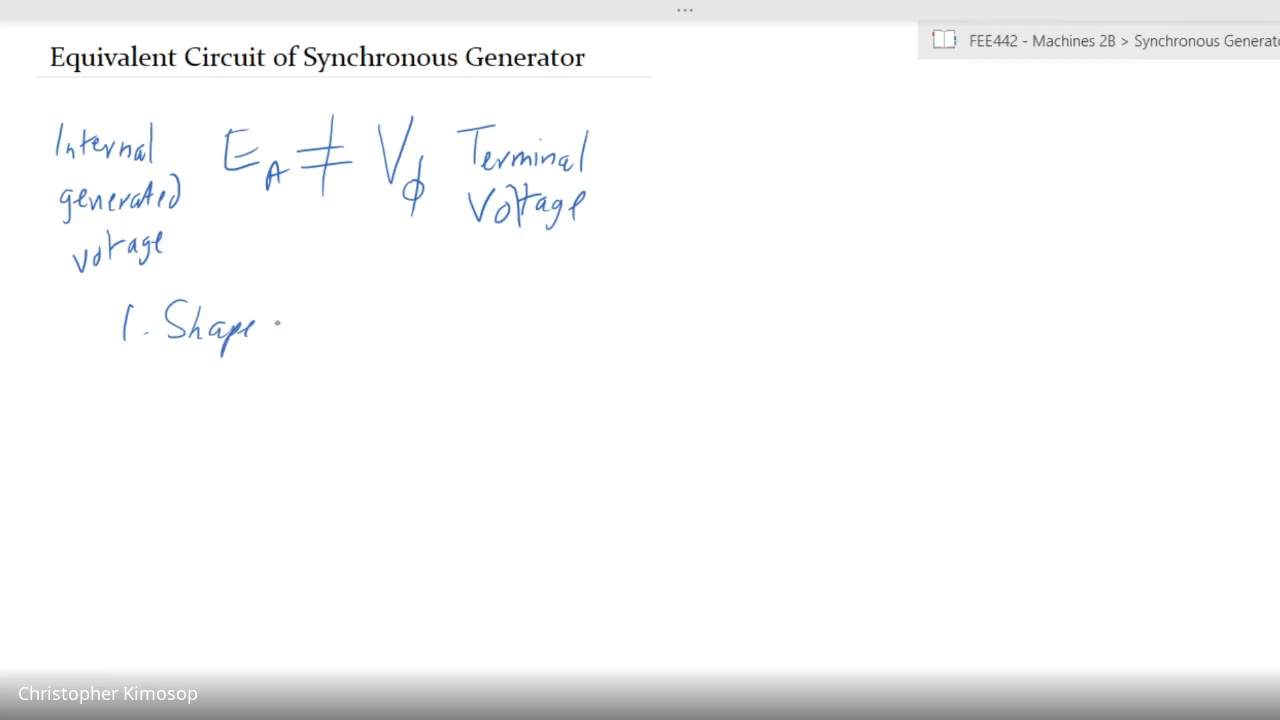 FEE442 - Machines 2B > Synchronous Generato
Equivalent Circuit of Synchronous Generator
Internal generated voltage E_A ≠ V_ϕ Terminal Voltage
1. Shape
Christopher Kimosop